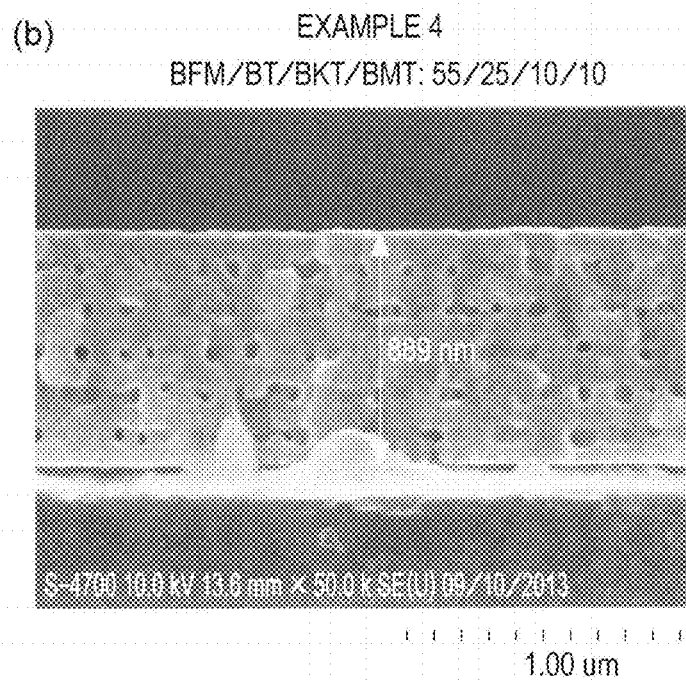 (b)
EXAMPLE 4
BFM/BT/BKT/BMT: 55/25/10/10
889 nm
S-4700 10.0 kV 13.6 mm × 50.0 k SE(U) 09/10/2013
1.00 um